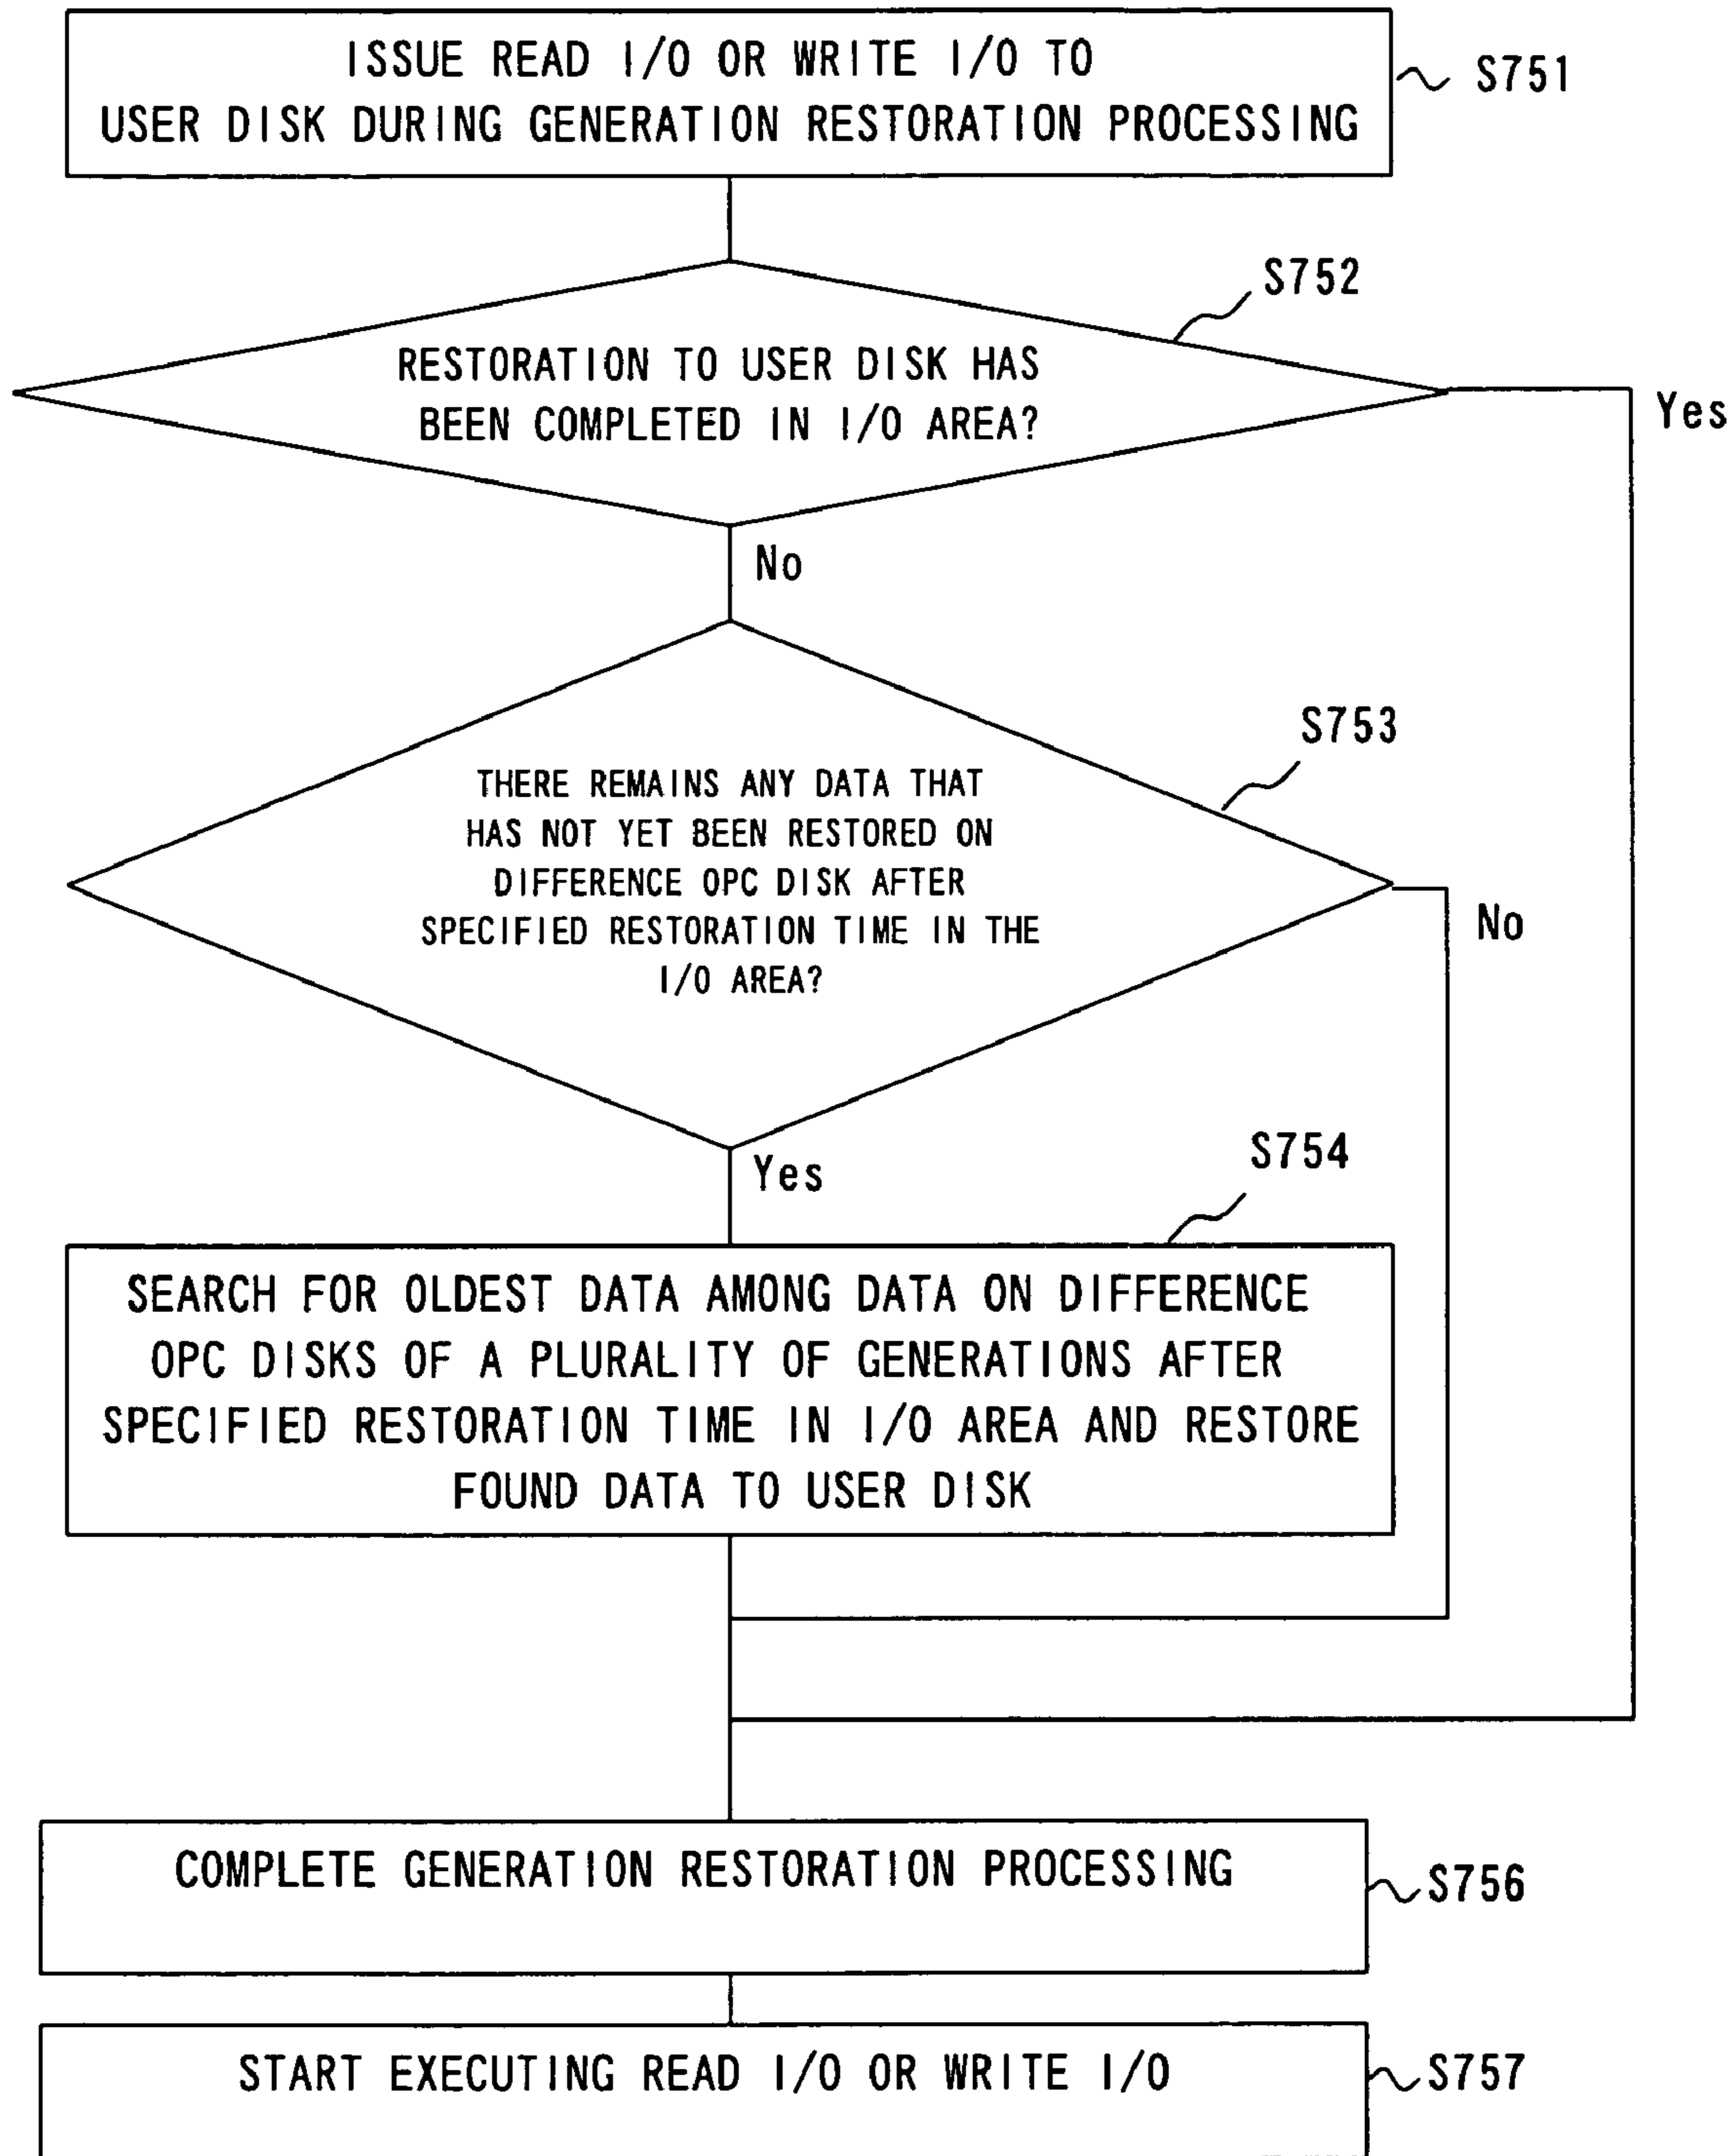 ISSUE READ I/O OR WRITE I/O TO
USER DISK DURING GENERATION RESTORATION PROCESSING
S751
S752
RESTORATION TO USER DISK HAS
BEEN COMPLETED IN I/O AREA?
Yes
No
S753
THERE REMAINS ANY DATA THAT
HAS NOT YET BEEN RESTORED ON
DIFFERENCE OPC DISK AFTER
SPECIFIED RESTORATION TIME IN THE
I/O AREA?
No
Yes
S754
SEARCH FOR OLDEST DATA AMONG DATA ON DIFFERENCE
OPC DISKS OF A PLURALITY OF GENERATIONS AFTER
SPECIFIED RESTORATION TIME IN I/O AREA AND RESTORE
FOUND DATA TO USER DISK
COMPLETE GENERATION RESTORATION PROCESSING
S756
START EXECUTING READ I/O OR WRITE I/O
S757